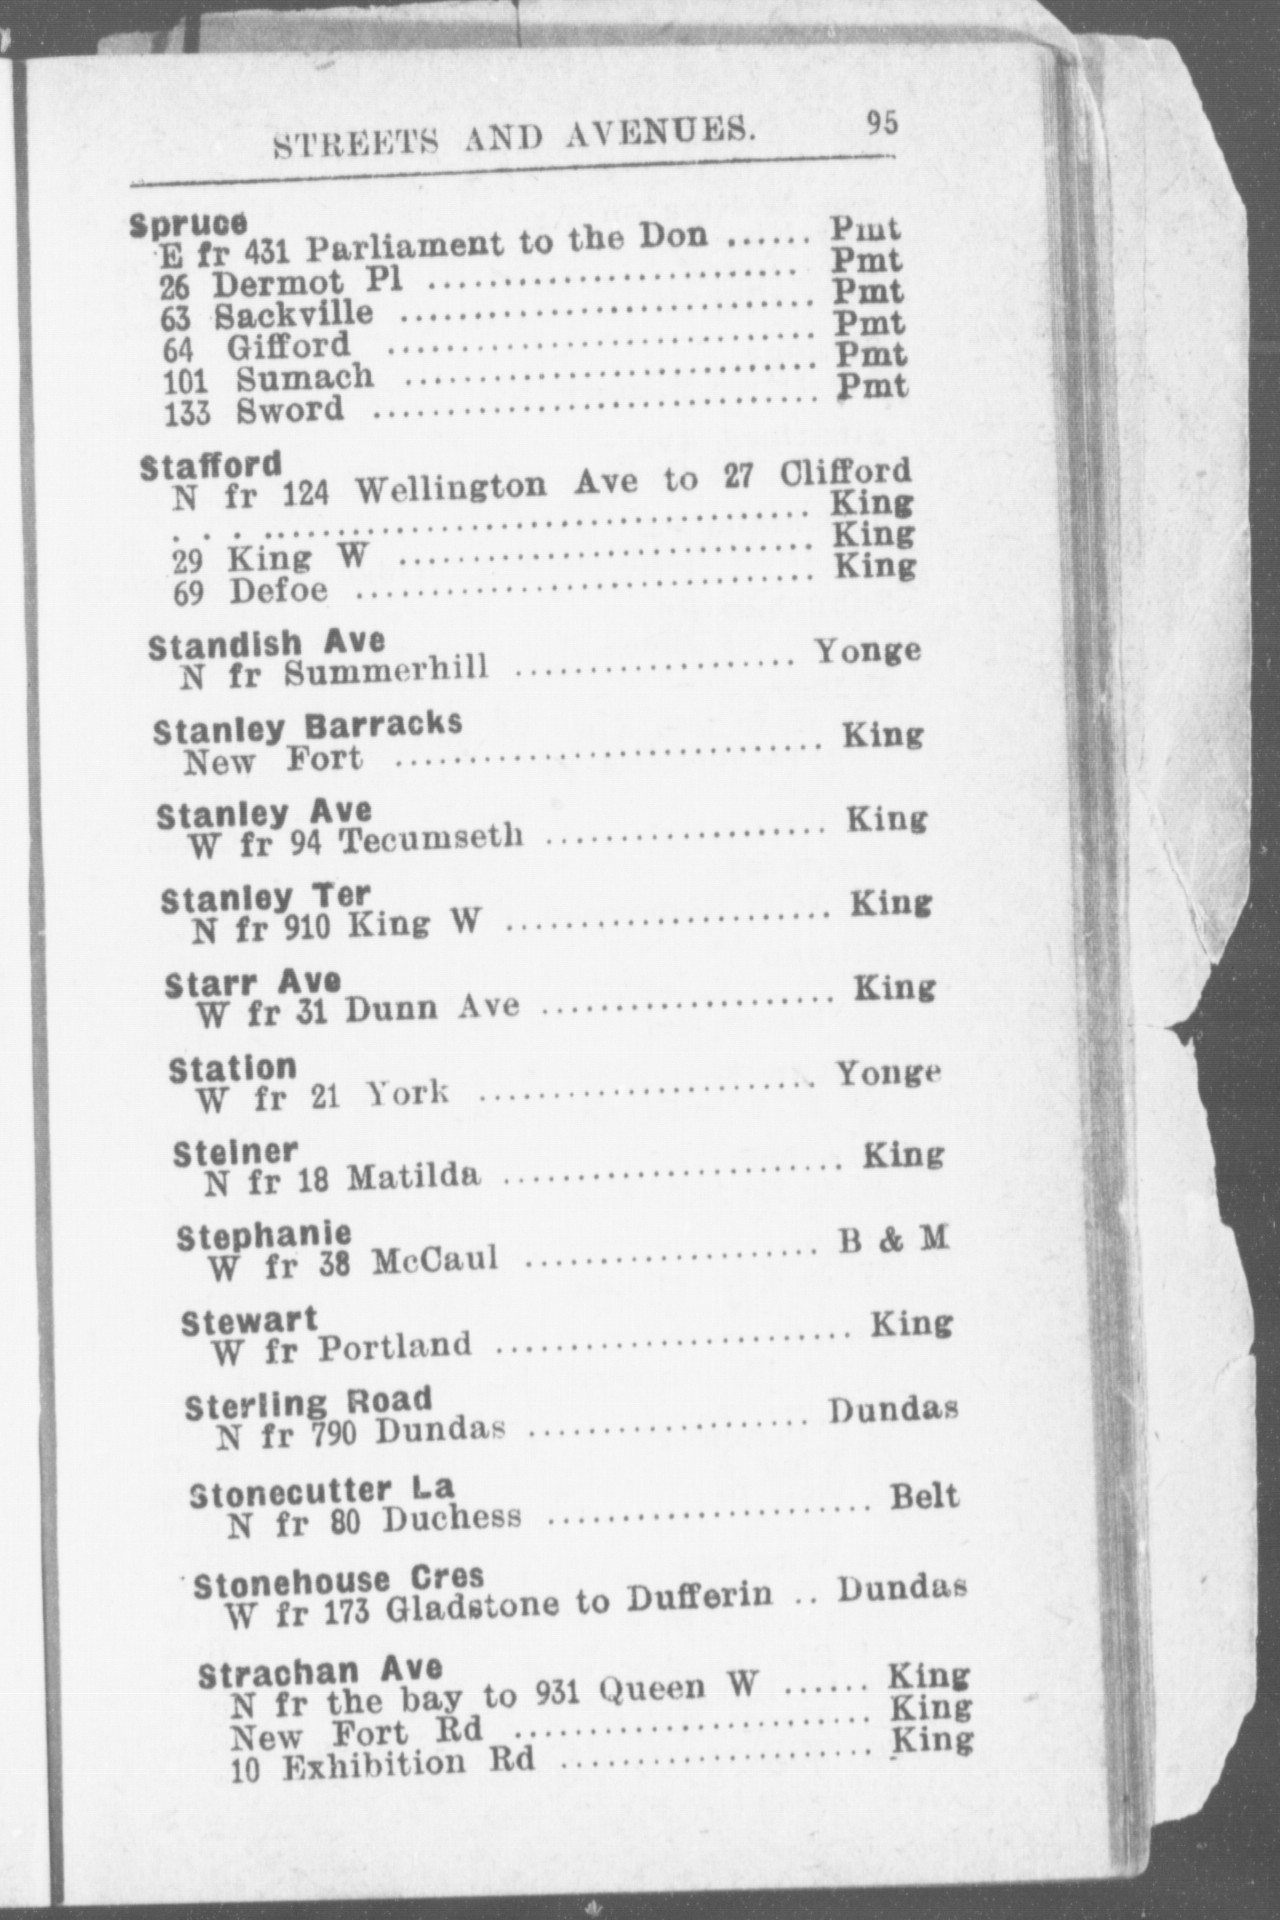 STREETS AND AVENUES. 95
Spruce
E fr 431 Parliament to the Don ...... Pmt
26 Dermot Pl ......................... Pmt
63 Sackville ............................ Pmt
64 Gifford ............................. Pmt
101 Sumach ............................ Pmt
133 Sword .............................. Pmt
Stafford
N fr 124 Wellington Ave to 27 Clifford
. . . ..................................... King
29 King W ............................ King
69 Defoe ............................... King
Standish Ave
N fr Summerhill ................... Yonge
Stanley Barracks
New Fort ............................. King
Stanley Ave
W fr 94 Tecumseth ................... King
Stanley Ter
N fr 910 King W ...................... King
Starr Ave
W fr 31 Dunn Ave .................... King
Station
W fr 21 York ....................... Yonge
Steiner
N fr 18 Matilda ....................... King
Stephanie
W fr 38 McCaul .................... B & M
Stewart
W fr Portland ........................ King
Sterling Road
N fr 790 Dundas ................... Dundas
Stonecutter La
N fr 80 Duchess ...................... Belt
Stonehouse Cres
W fr 173 Gladstone to Dufferin .. Dundas
Strachan Ave
N fr the bay to 931 Queen W ...... King
New Fort Rd ........................ King
10 Exhibition Rd ..................... King